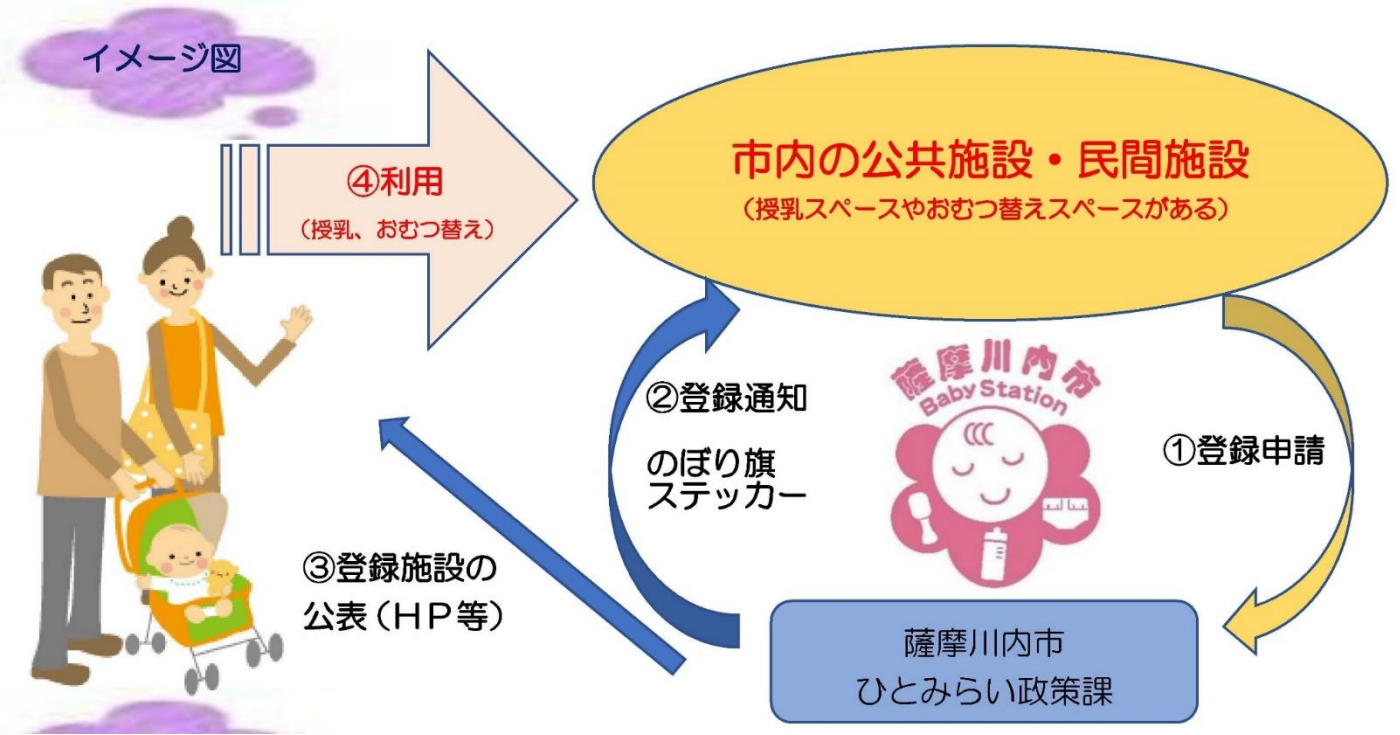 イメージ図
④利用
（授乳、おむつ替え）
市内の公共施設・民間施設
（授乳スペースやおむつ替えスペースがある）
②登録通知
のぼり旗
ステッカー
薩摩川内市
Baby Station
①登録申請
③登録施設の
公表（ＨＰ等）
薩摩川内市
ひとみらい政策課